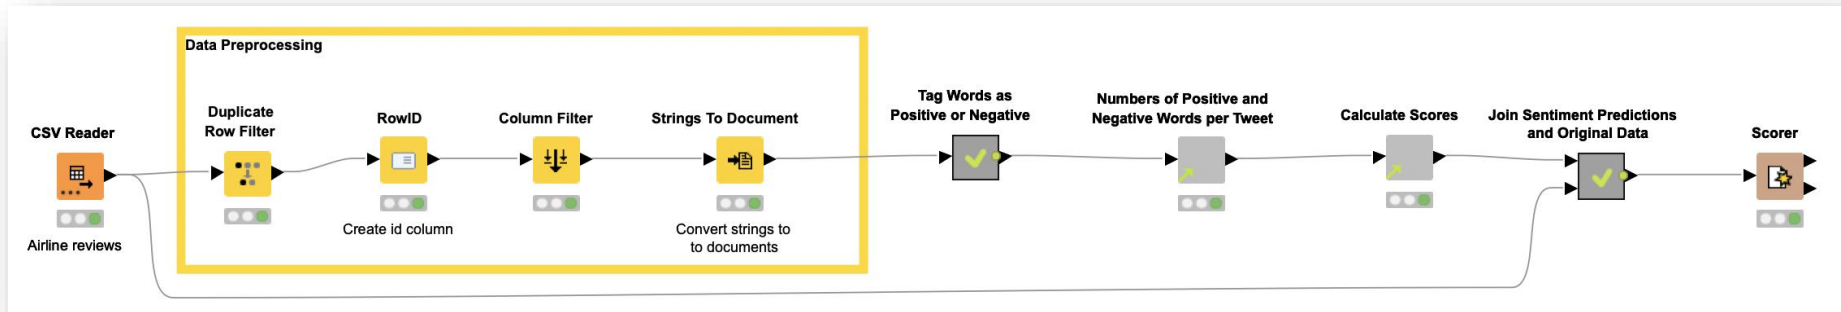 Data Preprocessing
CSV Reader
Airline reviews
Duplicate
Row Filter
RowID
Create id column
Column Filter
Strings To Document
Convert strings to
to documents
Tag Words as
Positive or Negative
Numbers of Positive and
Negative Words per Tweet
Calculate Scores
Join Sentiment Predictions
and Original Data
Scorer